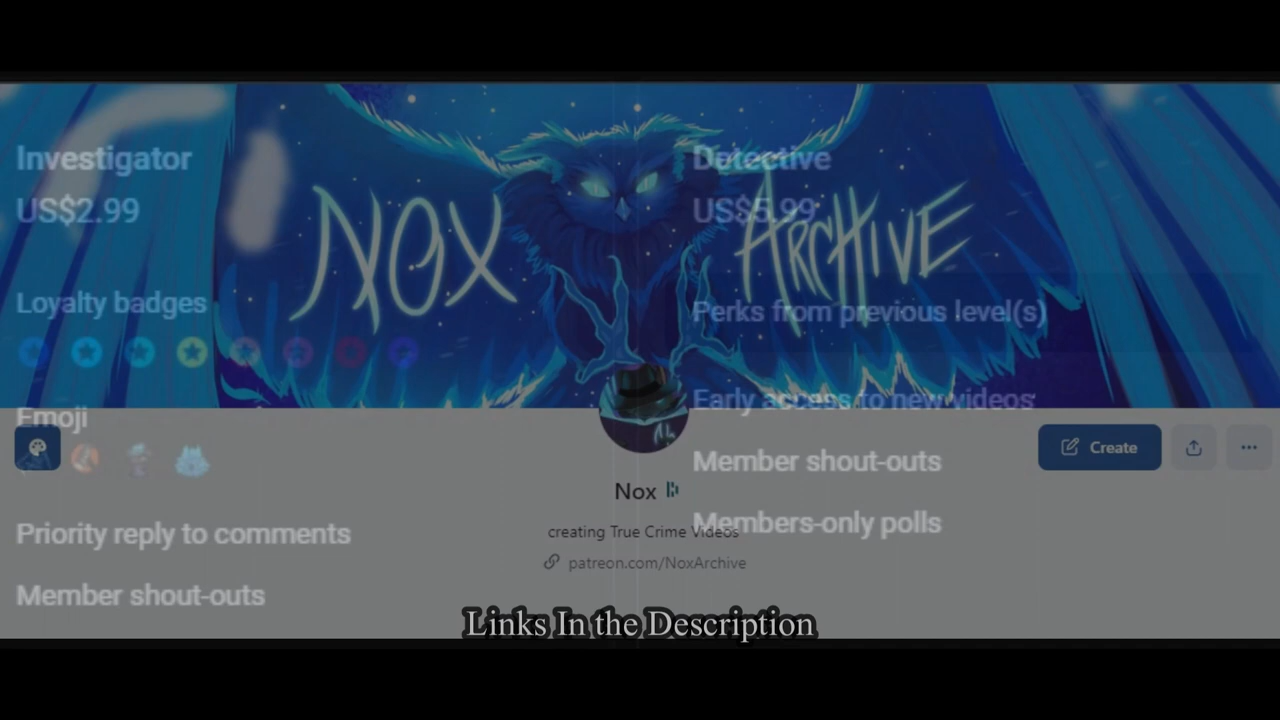 Investigator
US$2.99
Loyalty badges
Emoji
Priority reply to comments
Member shout-outs
NOX ARCHIVE
Detective
US$5.99
Perks from previous level(s)
Early access to new videos
Member shout-outs
Members-only polls
Create
Nox
creating True Crime Videos
patreon.com/NoxArchive
Links In the Description